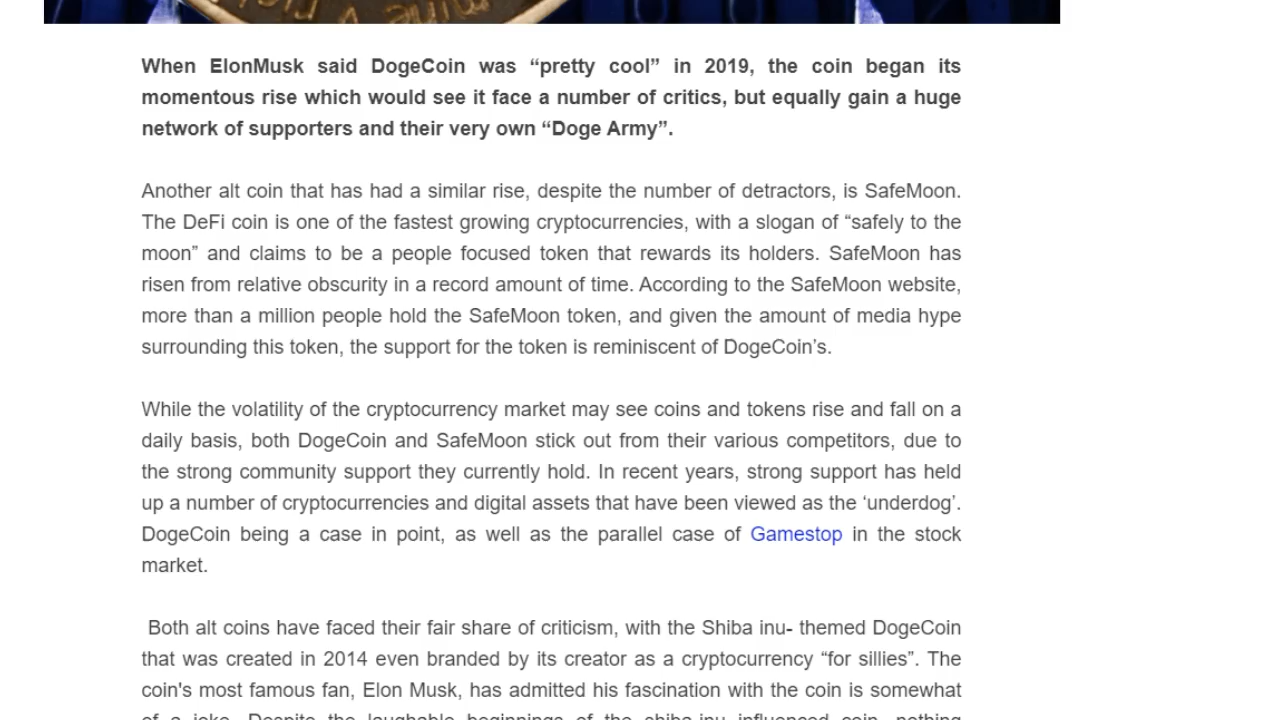 When ElonMusk said DogeCoin was “pretty cool” in 2019, the coin began its
momentous rise which would see it face a number of critics, but equally gain a huge
network of supporters and their very own “Doge Army”.
Another alt coin that has had a similar rise, despite the number of detractors, is SafeMoon.
The DeFi coin is one of the fastest growing cryptocurrencies, with a slogan of “safely to the
moon” and claims to be a people focused token that rewards its holders. SafeMoon has
risen from relative obscurity in a record amount of time. According to the SafeMoon website,
more than a million people hold the SafeMoon token, and given the amount of media hype
surrounding this token, the support for the token is reminiscent of DogeCoin’s.
While the volatility of the cryptocurrency market may see coins and tokens rise and fall on a
daily basis, both DogeCoin and SafeMoon stick out from their various competitors, due to
the strong community support they currently hold. In recent years, strong support has held
up a number of cryptocurrencies and digital assets that have been viewed as the ‘underdog’.
DogeCoin being a case in point, as well as the parallel case of Gamestop in the stock
market.
Both alt coins have faced their fair share of criticism, with the Shiba inu- themed DogeCoin
that was created in 2014 even branded by its creator as a cryptocurrency “for sillies”. The
coin's most famous fan, Elon Musk, has admitted his fascination with the coin is somewhat
of a joke. Despite the laughable beginnings of the shiba-inu influenced coin, nothing